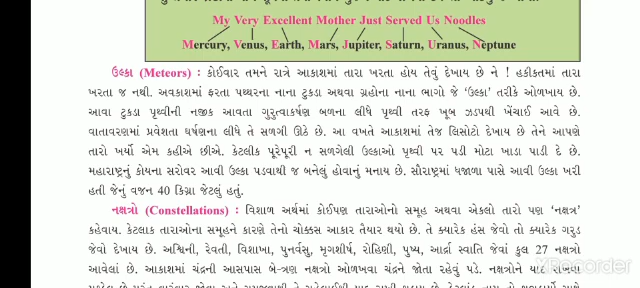 My Very Excellent Mother Just Served Us Noodles
Mercury, Venus, Earth, Mars, Jupiter, Saturn, Uranus, Neptune
ઉલ્કા (Meteors) : કોઈવાર તમને રાત્રે આકાશમાં તારા ખરતા હોય તેવું દેખાય છે ને ! હકીકતમાં તારા
ખરતા જ નથી. અવકાશમાં ફરતા પથ્થરના નાના ટુકડા અથવા ગ્રહોના નાના ભાગો જે ‘ઉલ્કા’ તરીકે ઓળખાય છે.
આવા ટુકડા પૃથ્વીની નજીક આવતા ગુરુત્વાકર્ષણ બળના લીધે પૃથ્વી તરફ ખૂબ ઝડપથી ખેંચાઈ આવે છે.
વાતાવરણમાં પ્રવેશતા ઘર્ષણના લીધે તે સળગી ઊઠે છે. આ વખતે આકાશમાં તેજ લિસોટો દેખાય છે તેને આપણે
તારો ખર્યો એમ કહીએ છીએ. કેટલીક પૂરેપૂરી ન સળગેલી ઉલ્કાઓ પૃથ્વી પર પડી મોટા ખાડા પાડી દે છે.
મહારાષ્ટ્રનું કોયના સરોવર આવી ઉલ્કા પડવાથી જ બનેલું હોવાનું મનાય છે. સૌરાષ્ટ્રમાં ધજાળા પાસે આવી ઉલ્કા ખરી
હતી જેનું વજન 40 કિગ્રા જેટલું હતું.
નક્ષત્રો (Constellations) : વિશાળ અર્થમાં કોઈપણ તારાઓનો સમૂહ અથવા એકલો તારો પણ ‘નક્ષત્ર’
કહેવાય. કેટલાક તારાઓના સમૂહને કારણે તેનો ચોક્કસ આકાર તૈયાર થયો છે. તે ક્યારેક હંસ જેવો તો ક્યારેક ગરુડ
જેવો દેખાય છે. અશ્વિની, રેવતી, વિશાખા, પુનર્વસુ, મૃગશીર્ષ, રોહિણી, પુષ્ય, આર્દ્રા સ્વાતિ જેવાં કુલ 27 નક્ષત્રો
આવેલાં છે. આકાશમાં ચંદ્રની આસપાસ બે-ત્રણ નક્ષત્રો ઓળખવા ચંદ્રને જોતા રહેવું પડે. નક્ષત્રોને યાદ રાખવા